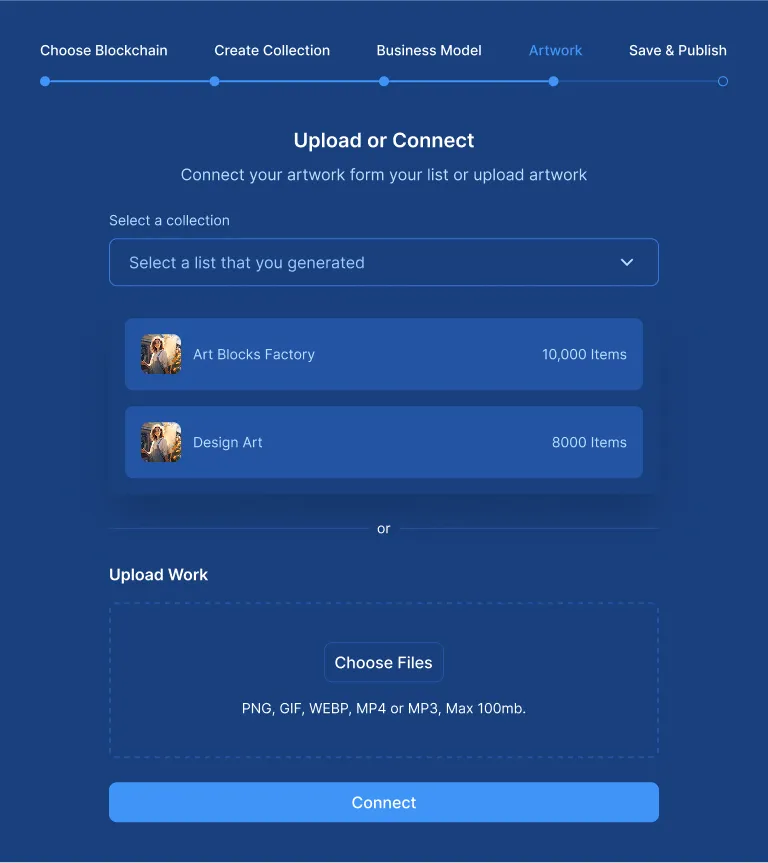 Choose Blockchain Create Collection Business Model Artwork Save & Publish
Upload or Connect
Connect your artwork form your list or upload artwork
Select a collection
Select a list that you generated
Art Blocks Factory 10,000 Items
Design Art 8000 Items
or
Upload Work
Choose Files
PNG, GIF, WEBP, MP4 or MP3, Max 100mb.
Connect